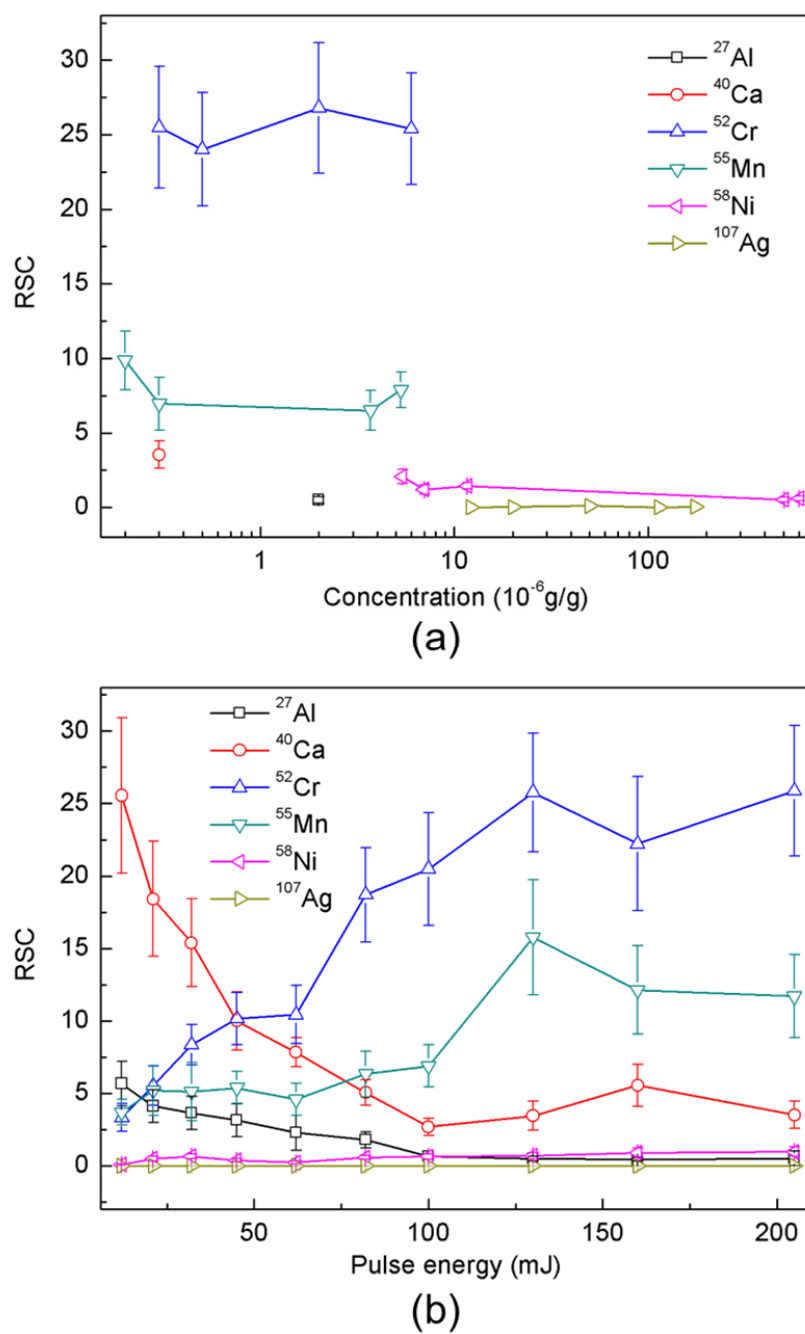 30
25
20
15
10
5
0
RSC
²⁷Al
⁴⁰Ca
⁵²Cr
⁵⁵Mn
⁵⁸Ni
¹⁰⁷Ag
1 10 100
Concentration (10⁻⁶g/g)
(a)
30
25
20
15
10
5
0
RSC
²⁷Al
⁴⁰Ca
⁵²Cr
⁵⁵Mn
⁵⁸Ni
¹⁰⁷Ag
50 100 150 200
Pulse energy (mJ)
(b)